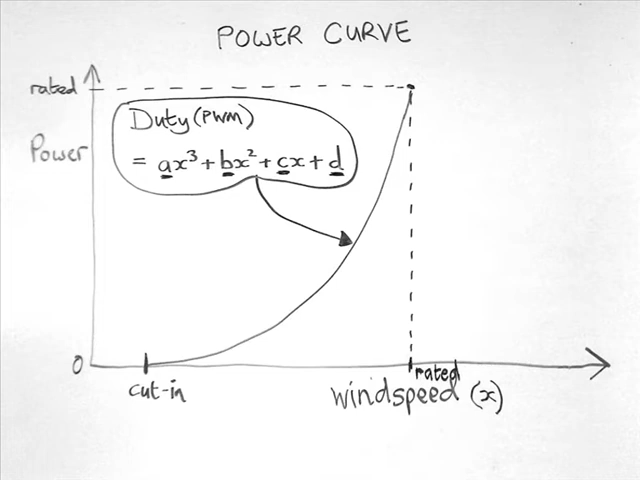 POWER CURVE
rated
Duty (PWM)
= ax³ + bx² + cx + d
Power
0
cut-in
rated
windspeed (x)